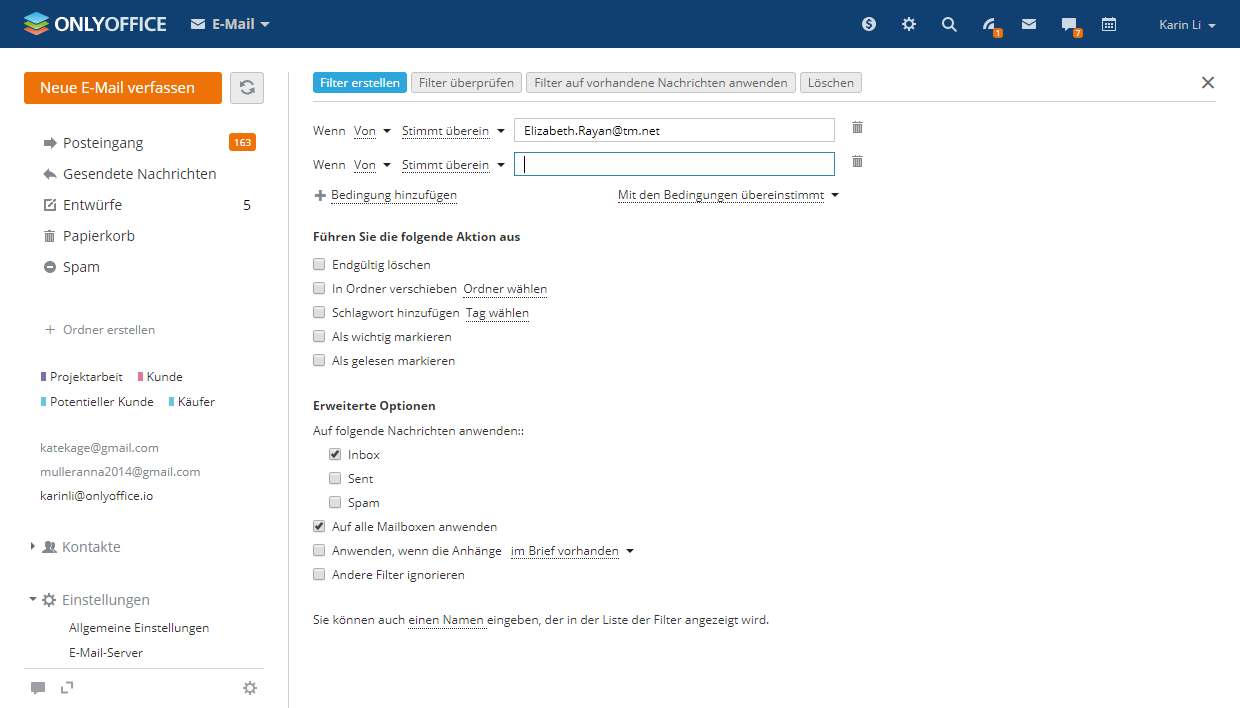 ONLYOFFICE E-Mail 1 7 Karin Li
Neue E-Mail verfassen
Posteingang 163
Gesendete Nachrichten
Entwürfe 5
Papierkorb
Spam
Ordner erstellen
Projektarbeit Kunde
Potentieller Kunde Käufer
katekage@gmail.com
mulleranna2014@gmail.com
karinli@onlyoffice.io
Kontakte
Einstellungen
Allgemeine Einstellungen
E-Mail-Server
Filter erstellen Filter überprüfen Filter auf vorhandene Nachrichten anwenden Löschen
Wenn Von Stimmt überein Elizabeth.Rayan@tm.net
Wenn Von Stimmt überein
Bedingung hinzufügen Mit den Bedingungen übereinstimmt
Führen Sie die folgende Aktion aus
Endgültig löschen
In Ordner verschieben Ordner wählen
Schlagwort hinzufügen Tag wählen
Als wichtig markieren
Als gelesen markieren
Erweiterte Optionen
Auf folgende Nachrichten anwenden::
Inbox
Sent
Spam
Auf alle Mailboxen anwenden
Anwenden, wenn die Anhänge im Brief vorhanden
Andere Filter ignorieren
Sie können auch einen Namen eingeben, der in der Liste der Filter angezeigt wird.